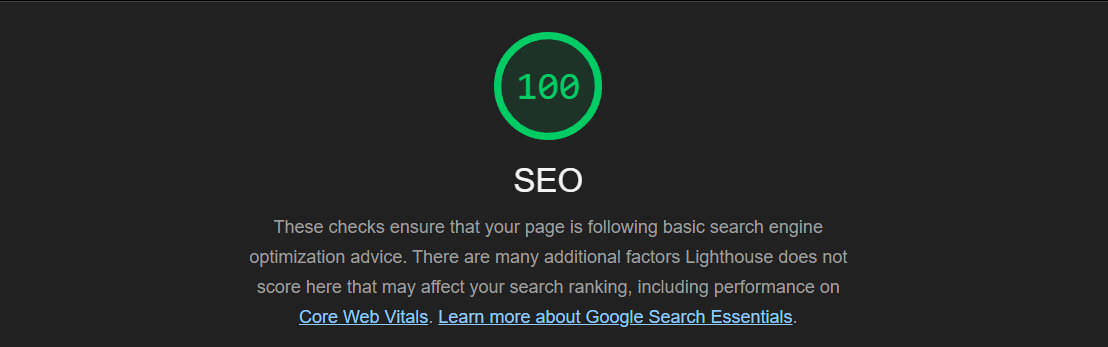 100
SEO
These checks ensure that your page is following basic search engine
optimization advice. There are many additional factors Lighthouse does not
score here that may affect your search ranking, including performance on
Core Web Vitals. Learn more about Google Search Essentials.